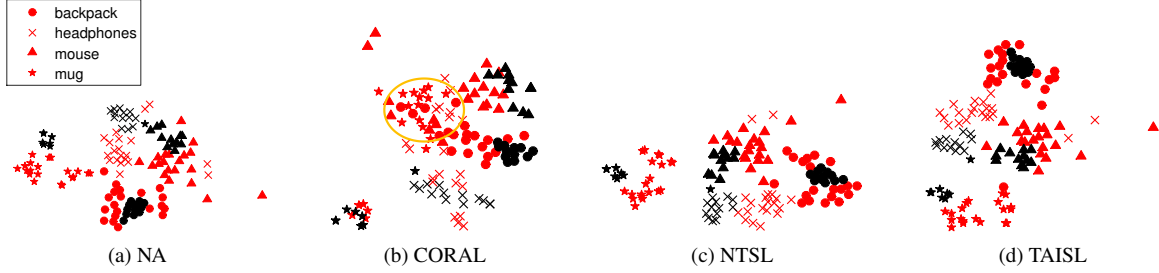 backpack
headphones
mouse
mug
(a) NA
(b) CORAL
(c) NTSL
(d) TAISL